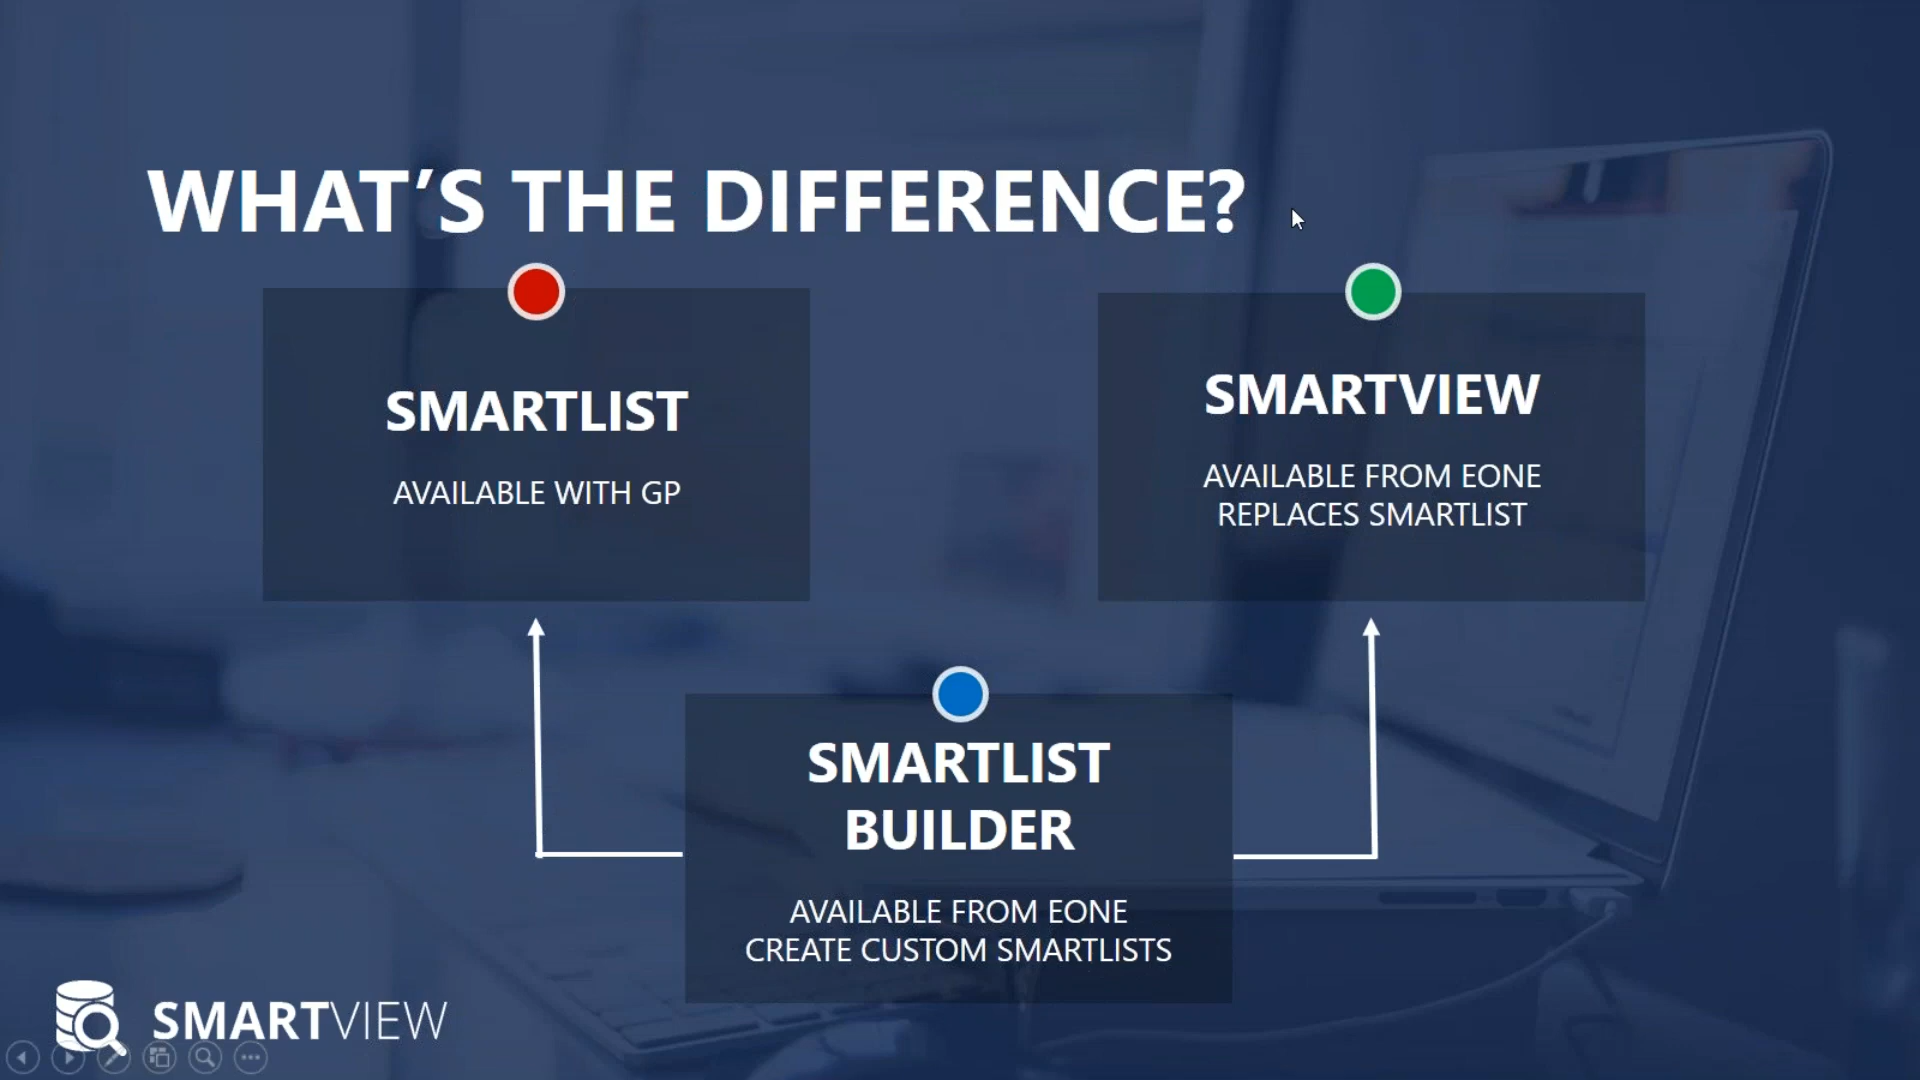 WHAT’S THE DIFFERENCE?
SMARTLIST
AVAILABLE WITH GP
SMARTVIEW
AVAILABLE FROM EONE
REPLACES SMARTLIST
SMARTLIST
BUILDER
AVAILABLE FROM EONE
CREATE CUSTOM SMARTLISTS
SMARTVIEW